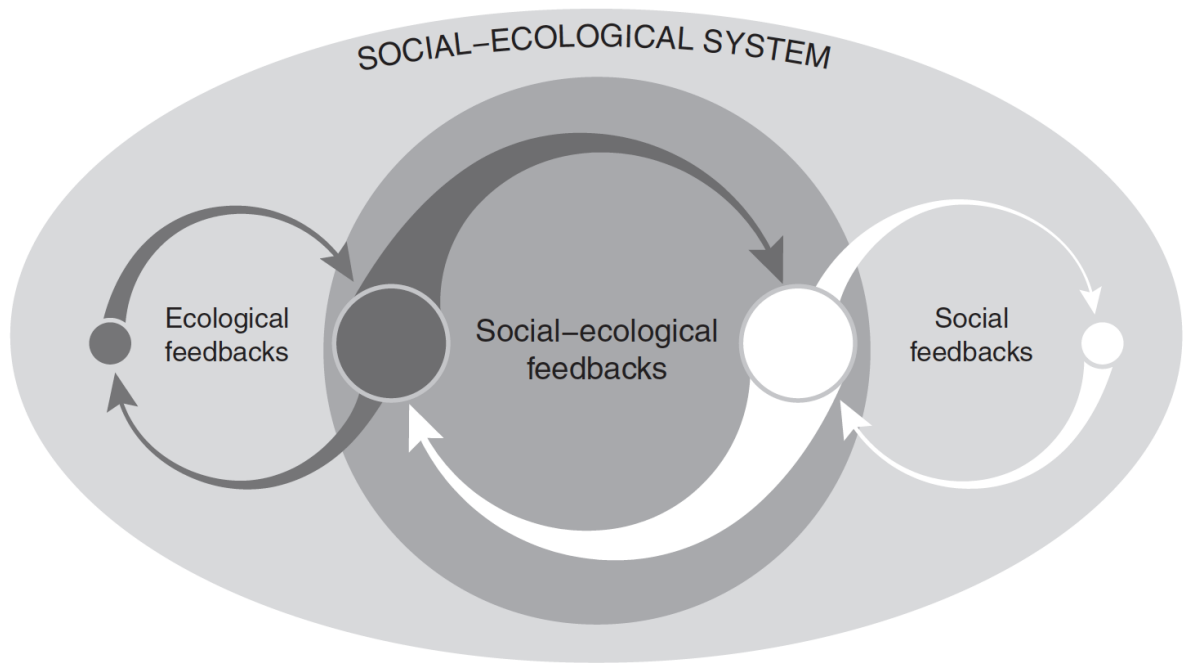 SOCIAL–ECOLOGICAL SYSTEM
Ecological
feedbacks
Social–ecological
feedbacks
Social
feedbacks